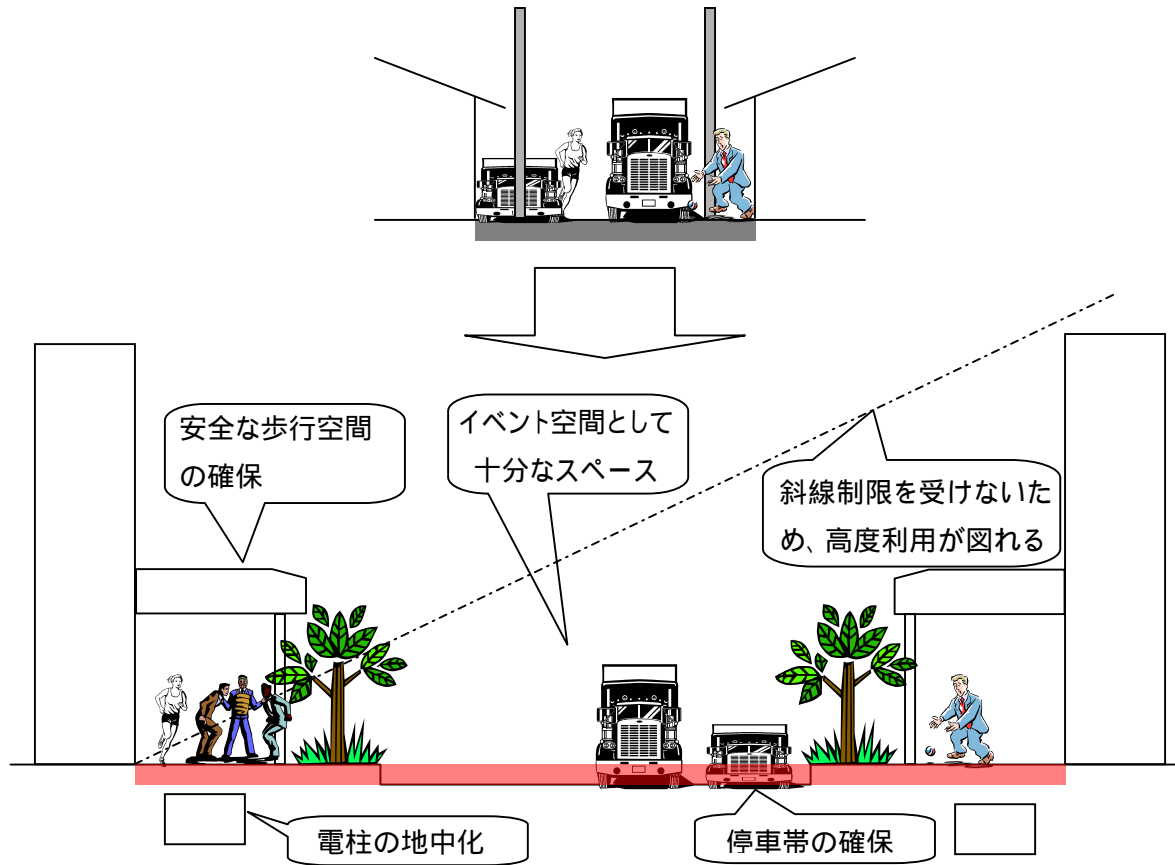 安全な歩行空間
の確保
イベント空間として
十分なスペース
斜線制限を受けないた
め、高度利用が図れる
電柱の地中化
停車帯の確保